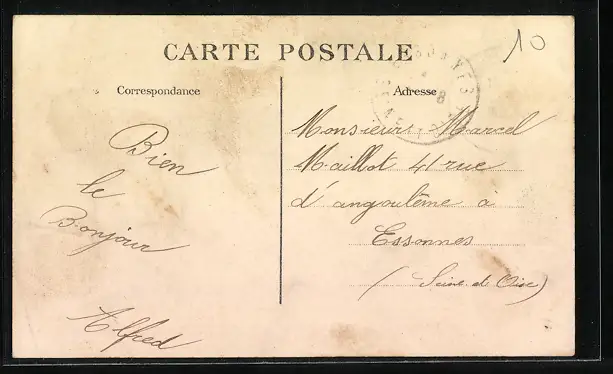 CARTE POSTALE
10
Correspondance
Adresse
Bien
le
Bonjour
Alfred
Monsieur Marcel
Maillot 41 rue
d'angoulême à
Essonnes
(Seine et Oise)